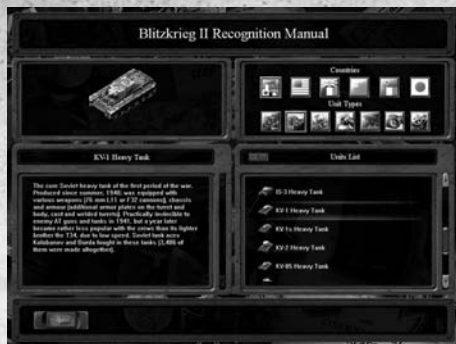 Blitzkrieg II Recognition Manual
Countries
Unit Types
KV-1 Heavy Tank
The core Soviet heavy tank of the first period of the war.
Produced since summer, 1940; was equipped with
various weapons (76 mm L11 or F32 cannons), chassis
and armour (additional armor plates on the turret and
body, cast and welded turrets). Practically invincible to
enemy AT guns and tanks in 1941, but a year later
became rather less popular with the crews than its lighter
brother the T34, due to low speed. Soviet tank aces
Kolobanov and Burda fought in these tanks (3,486 of
them were made altogether).
Units List
IS-3 Heavy Tank
KV-1 Heavy Tank
KV-1s Heavy Tank
KV-2 Heavy Tank
KV-85 Heavy Tank